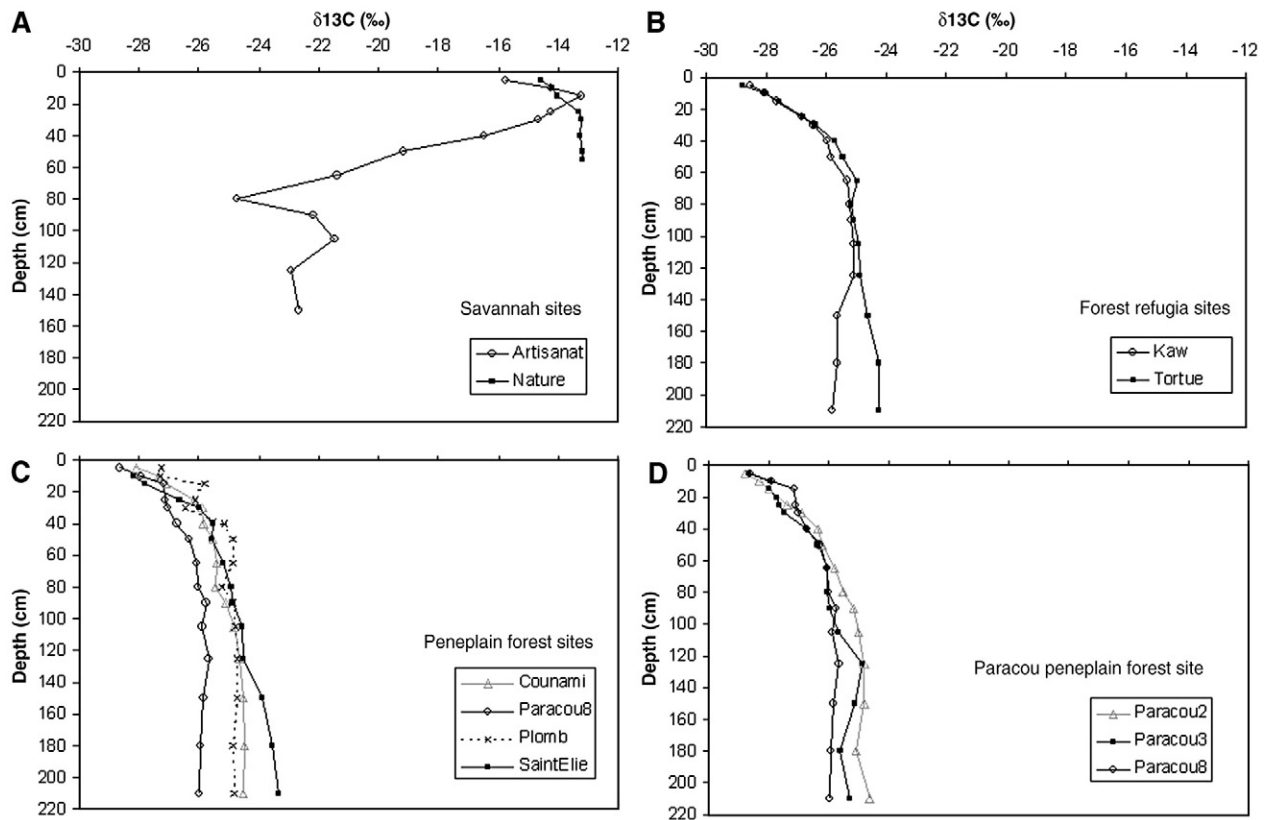 A
δ13C (‰)
-30 -28 -26 -24 -22 -20 -18 -16 -14 -12
0
20
40
60
80
100
120
140
160
180
200
220
Depth (cm)
Savannah sites
Artisanat
Nature
B
δ13C (‰)
-30 -28 -26 -24 -22 -20 -18 -16 -14 -12
0
20
40
60
80
100
120
140
160
180
200
220
Depth (cm)
Forest refugia sites
Kaw
Tortue
C
0
20
40
60
80
100
120
140
160
180
200
220
Depth (cm)
Peneplain forest sites
Counami
Paracou8
Plomb
SaintElie
D
0
20
40
60
80
100
120
140
160
180
200
220
Depth (cm)
Paracou peneplain forest site
Paracou2
Paracou3
Paracou8